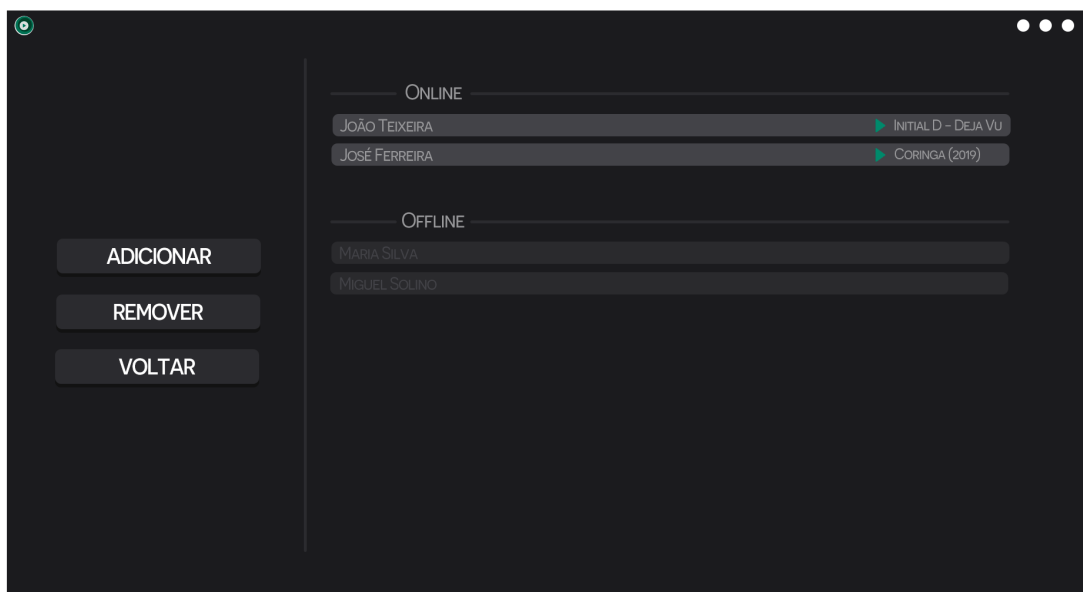 Online
João Teixeira
Initial D - Deja Vu
José Ferreira
Coringa (2019)
Offline
Maria Silva
Miguel Solino
ADICIONAR
REMOVER
VOLTAR